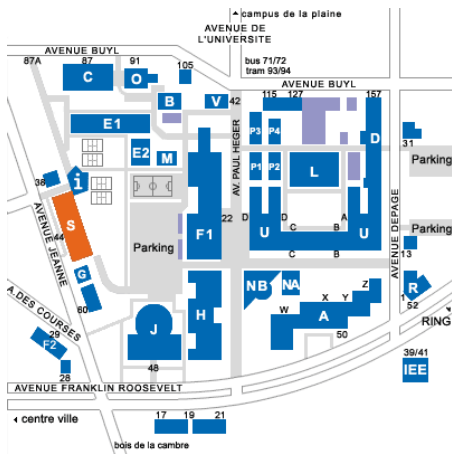 campus de la plaine
AVENUE DE
L'UNIVERSITE
AVENUE BUYL
87A
87
91
105
bus 71/72
tram 93/94
AVENUE BUYL
C
O
B
V
42
115
127
157
E1
P3
P4
D
31
E2
M
AV. PAUL HEGER
P1
P2
L
Parking
i
38
S
44
AVENUE JEANNE
F1
22
D
D
A
U
C
B
U
AVENUE DEPAGE
Parking
Parking
C
B
13
G
60
NB
NA
Z
Y
X
W
A
50
R
1
52
RING
A. DES COURSES
29
F2
28
J
H
48
39/41
IEE
AVENUE FRANKLIN ROOSEVELT
centre ville
17
19
21
bois de la cambre